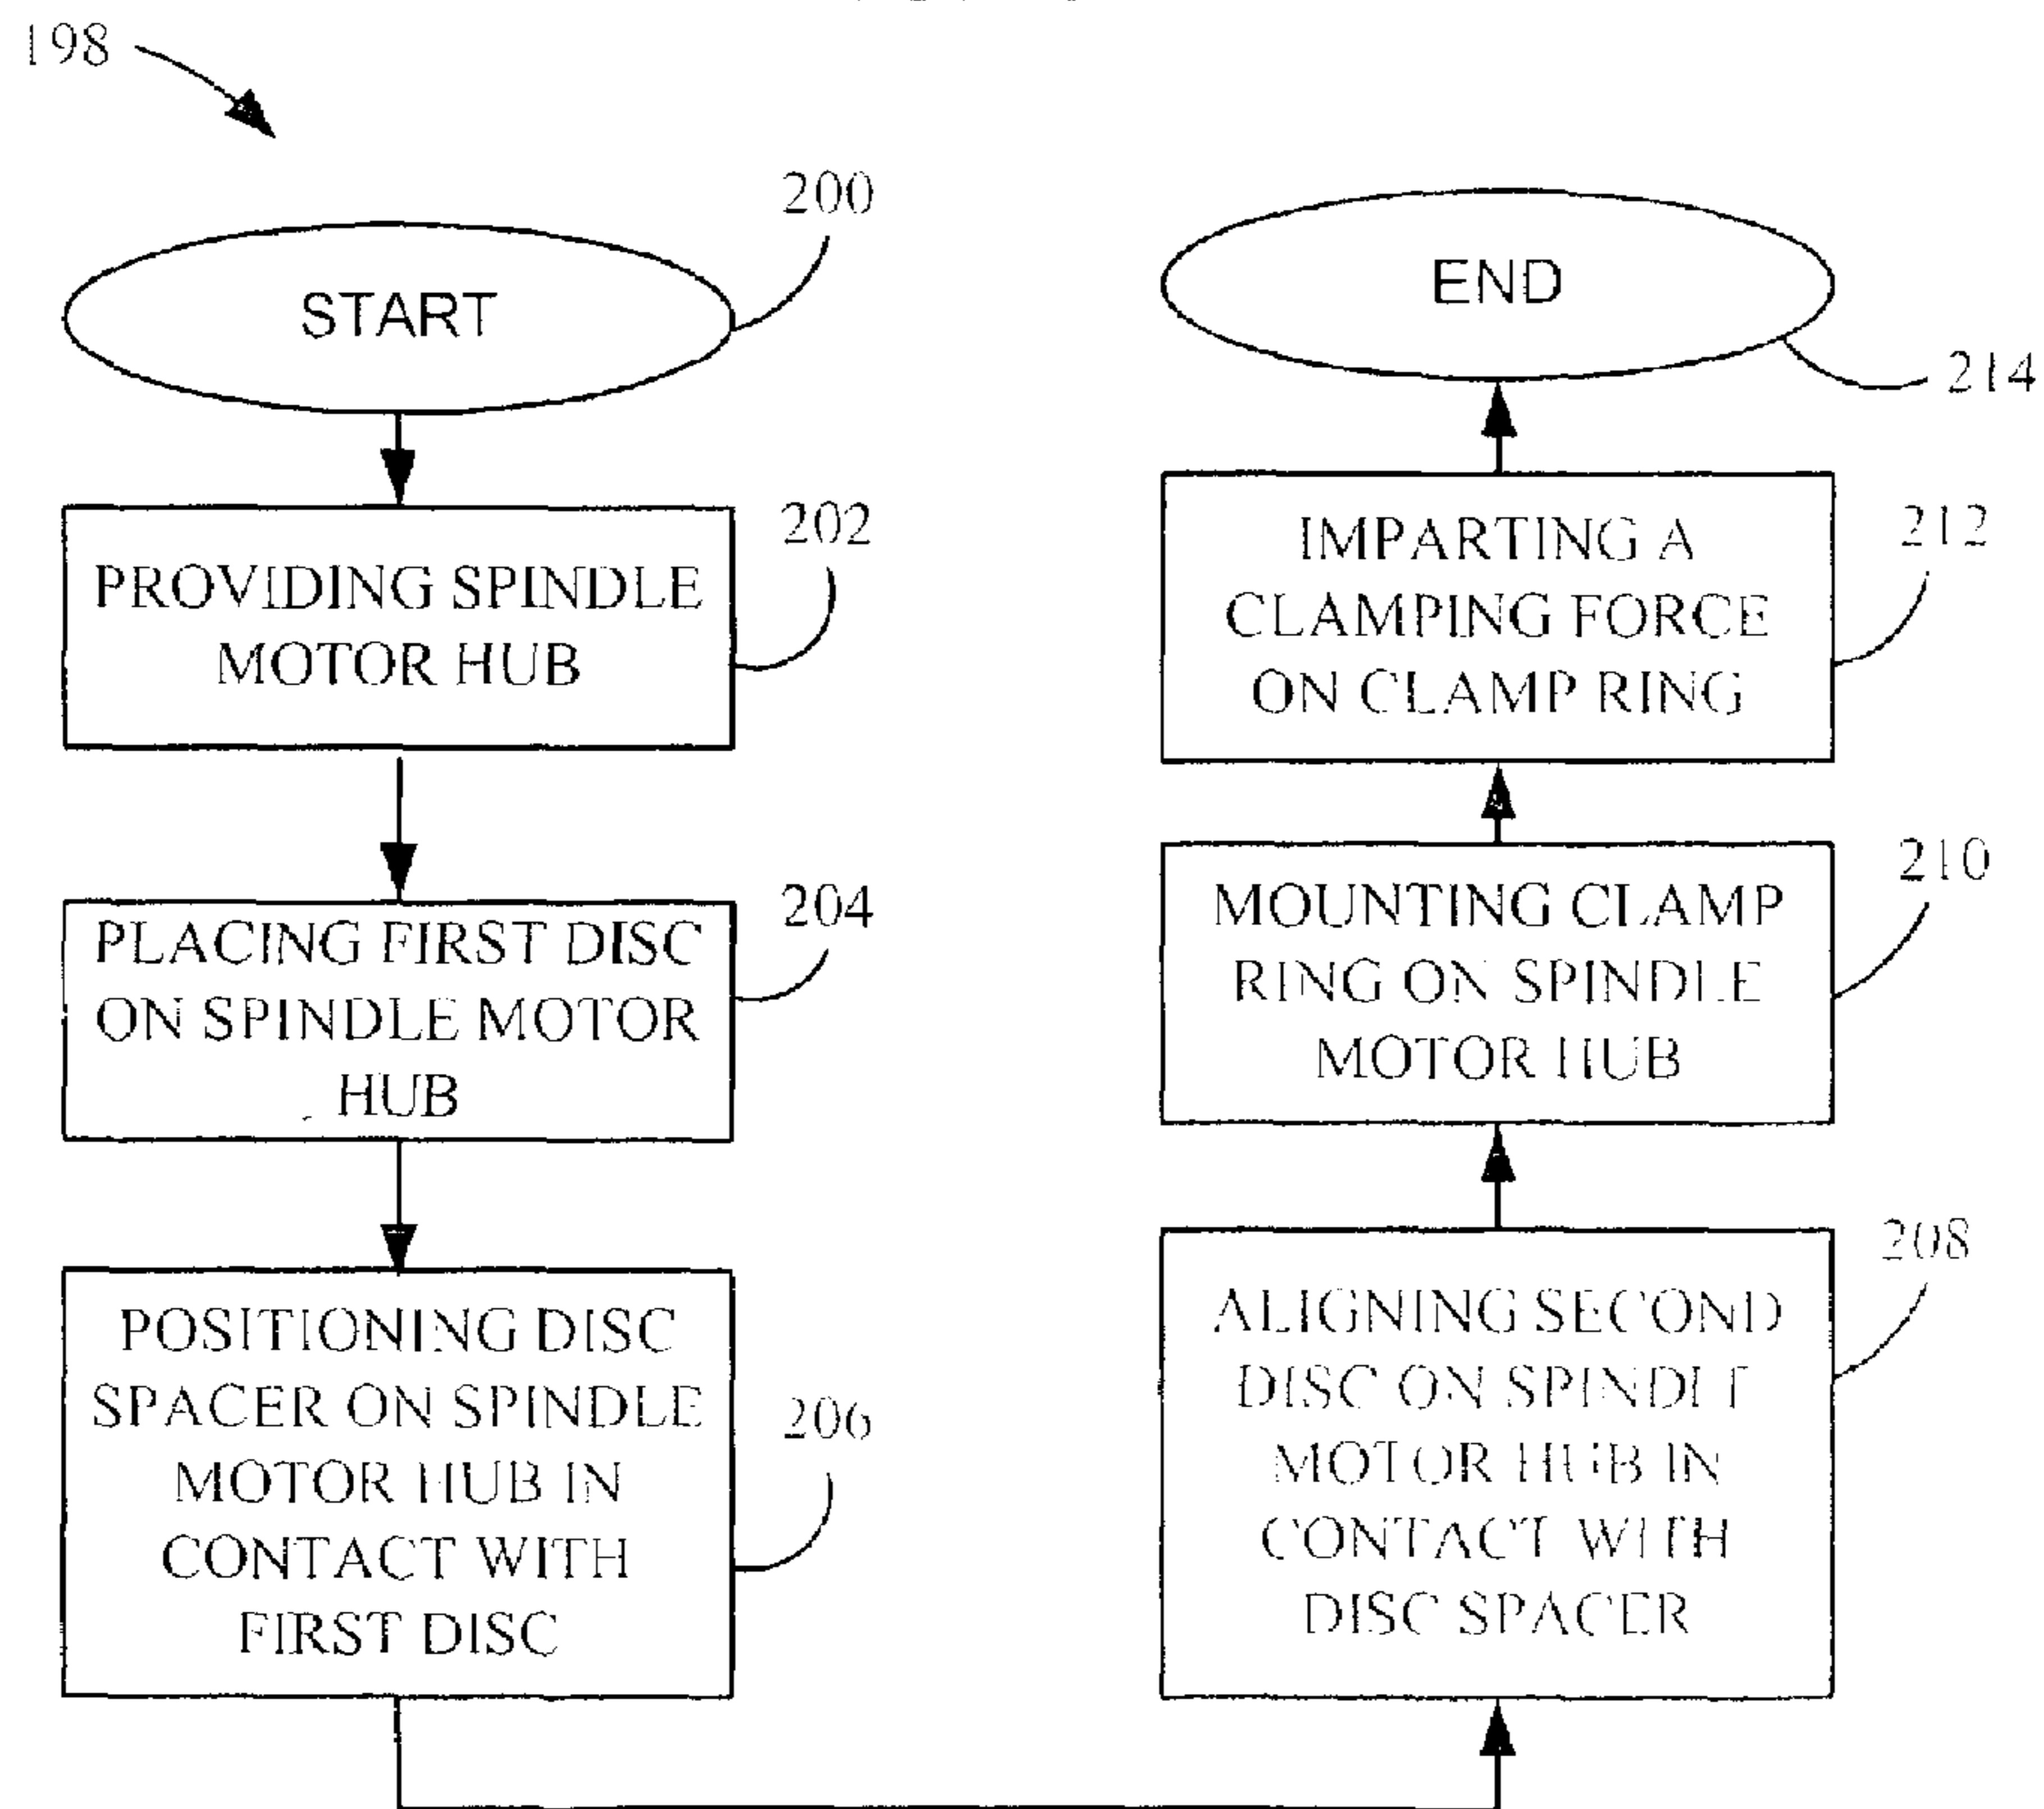 198
200
START
202
PROVIDING SPINDLE
MOTOR HUB
204
PLACING FIRST DISC
ON SPINDLE MOTOR
HUB
206
POSITIONING DISC
SPACER ON SPINDLE
MOTOR HUB IN
CONTACT WITH
FIRST DISC
208
ALIGNING SECOND
DISC ON SPINDLE
MOTOR HUB IN
CONTACT WITH
DISC SPACER
210
MOUNTING CLAMP
RING ON SPINDLE
MOTOR HUB
212
IMPARTING A
CLAMPING FORCE
ON CLAMP RING
END
214